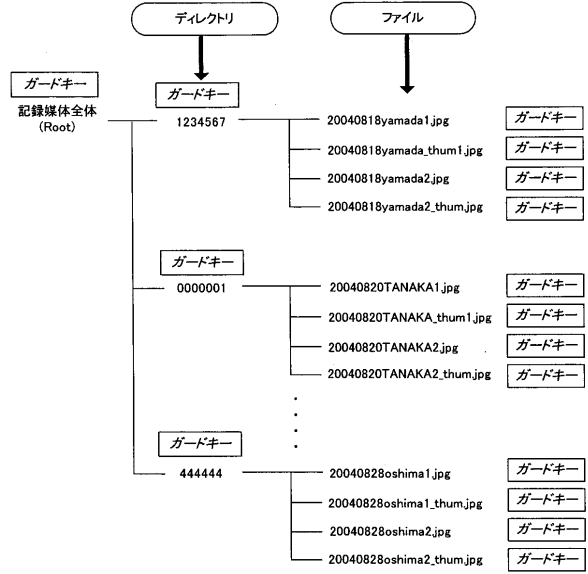 ディレクトリ
ファイル
ガードキー
記録媒体全体
(Root)
ガードキー
1234567
20040818yamada1.jpg
ガードキー
20040818yamada_thum1.jpg
ガードキー
20040818yamada2.jpg
ガードキー
20040818yamada2_thum.jpg
ガードキー
ガードキー
0000001
20040820TANAKA1.jpg
ガードキー
20040820TANAKA_thum1.jpg
ガードキー
20040820TANAKA2.jpg
ガードキー
20040820TANAKA2_thum.jpg
ガードキー
ガードキー
444444
20040828oshima1.jpg
ガードキー
20040828oshima1_thum.jpg
ガードキー
20040828oshima2.jpg
ガードキー
20040828oshima2_thum.jpg
ガードキー